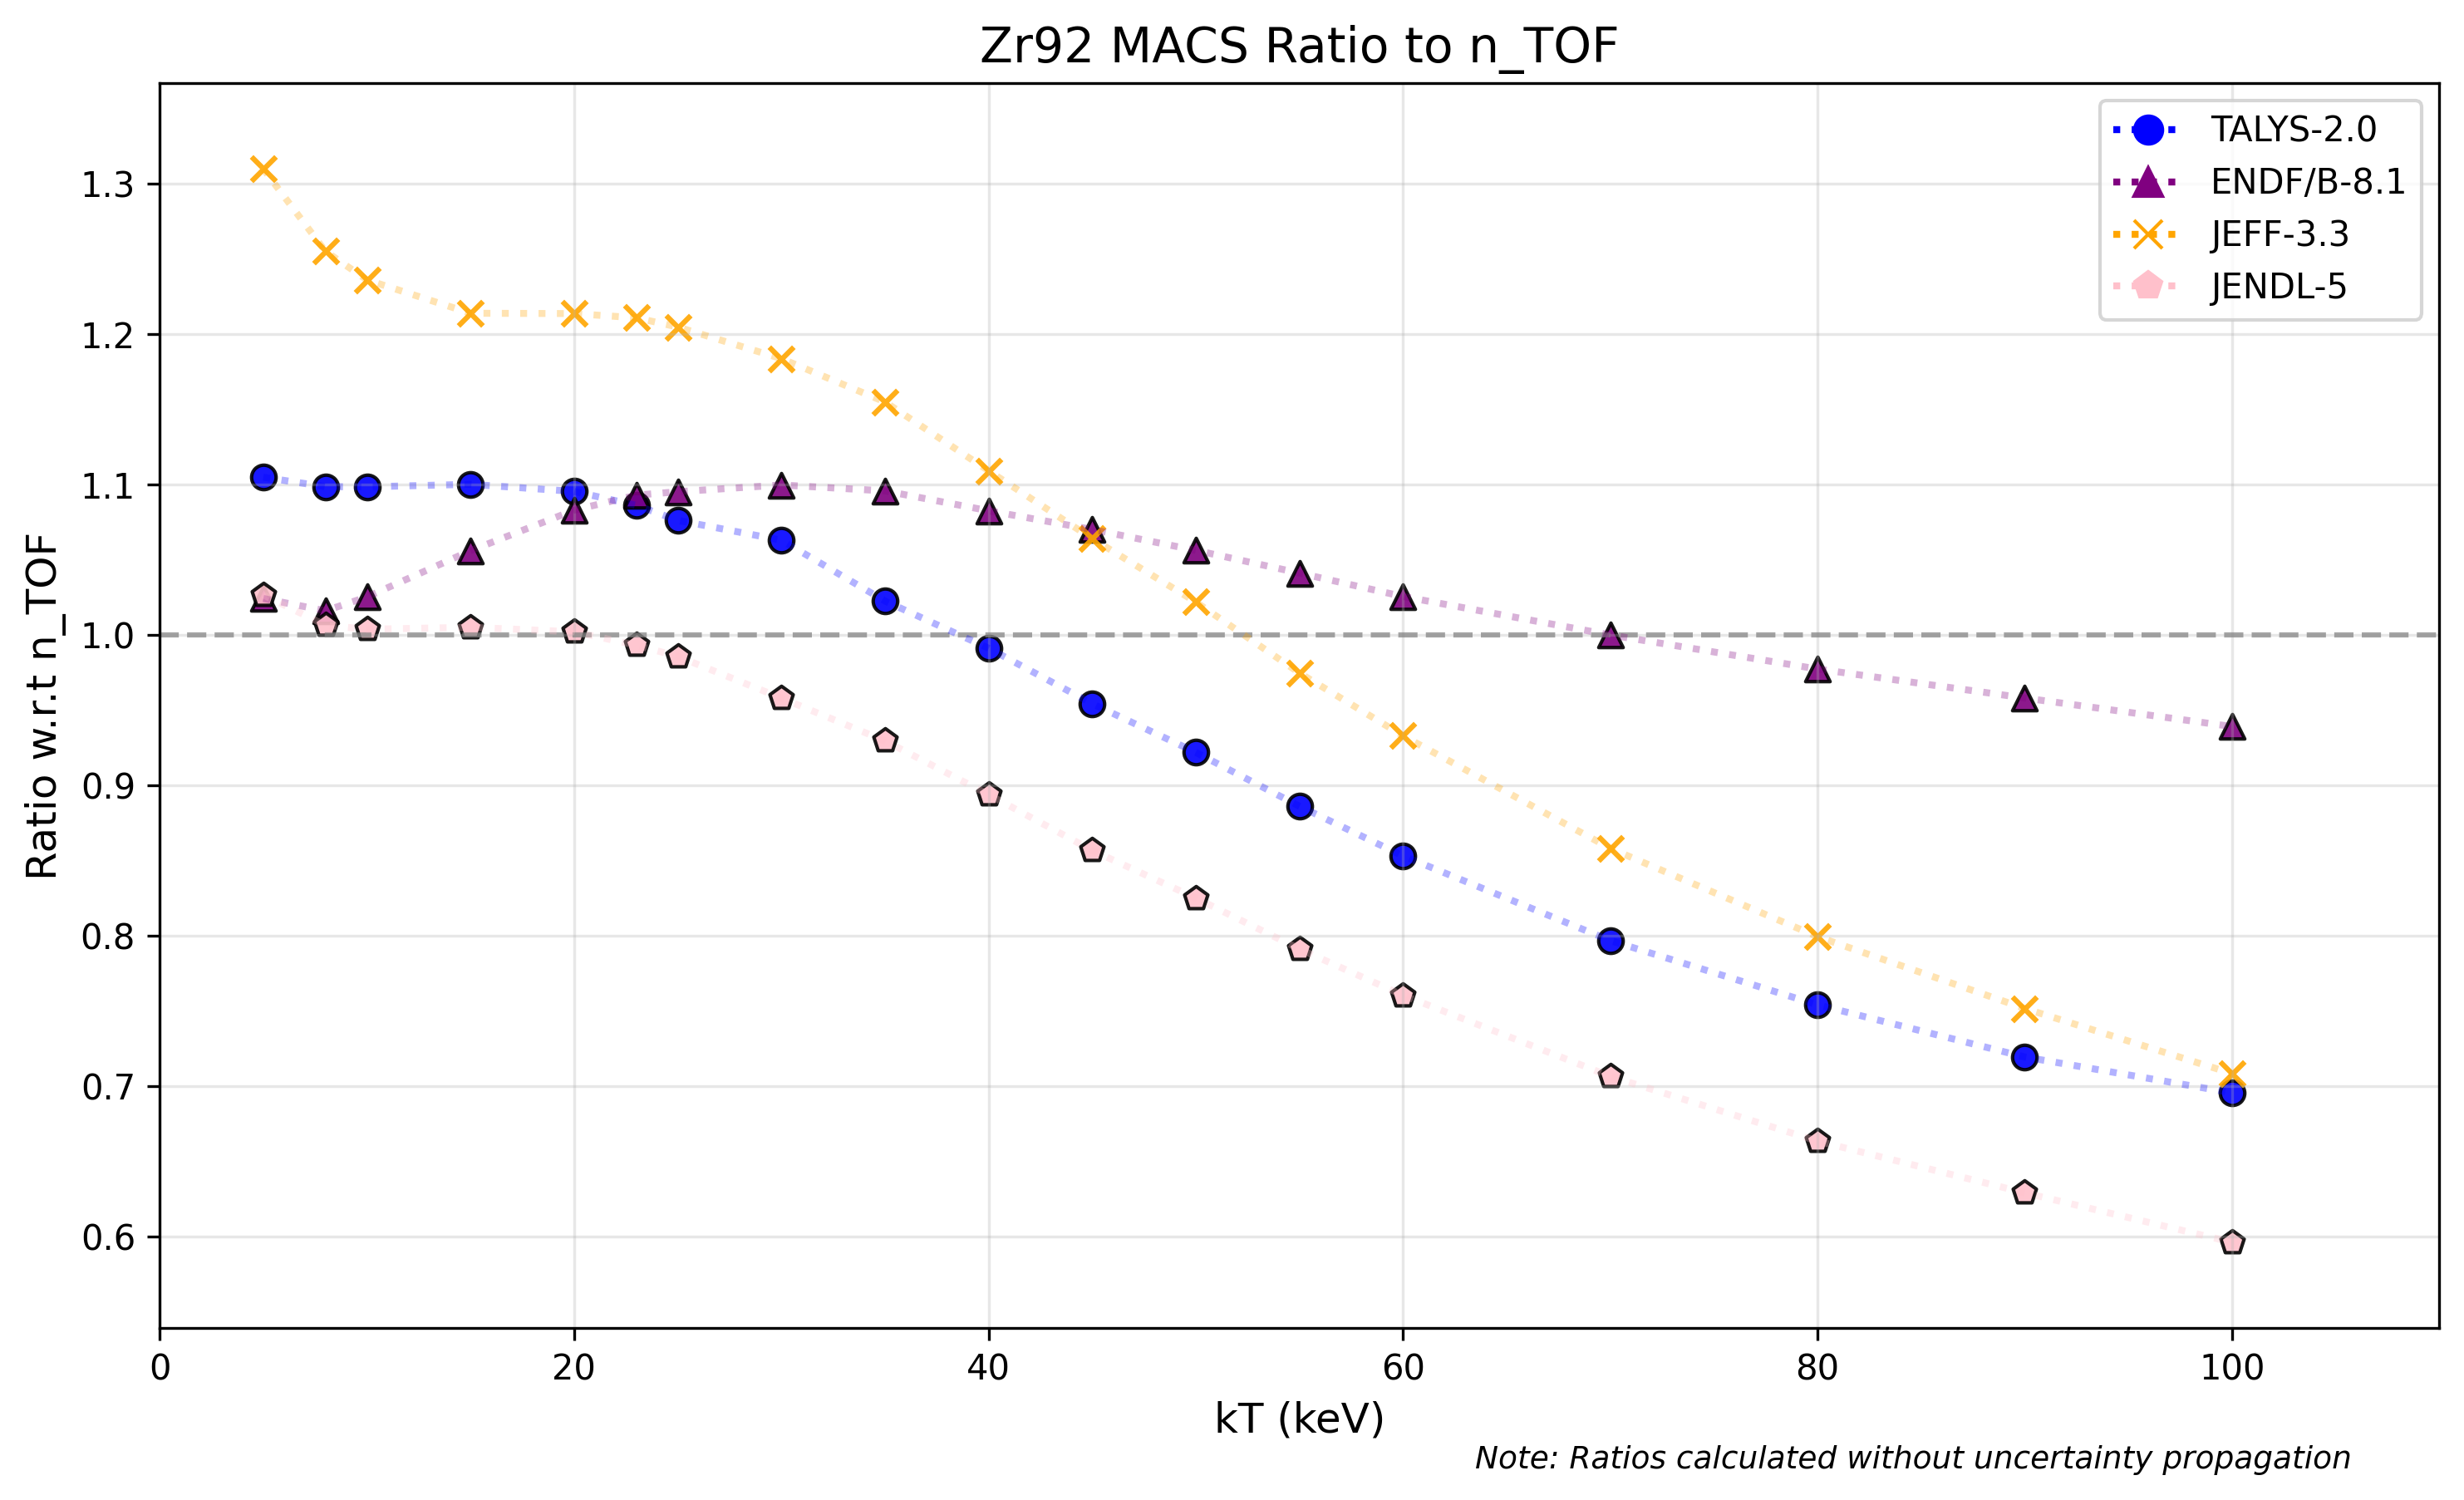 Zr92 MACS Ratio to n_TOF
TALYS-2.0
ENDF/B-8.1
JEFF-3.3
JENDL-5
Ratio w.r.t n_TOF
1.3
1.2
1.1
1.0
0.9
0.8
0.7
0.6
0 20 40 60 80 100
kT (keV)
Note: Ratios calculated without uncertainty propagation